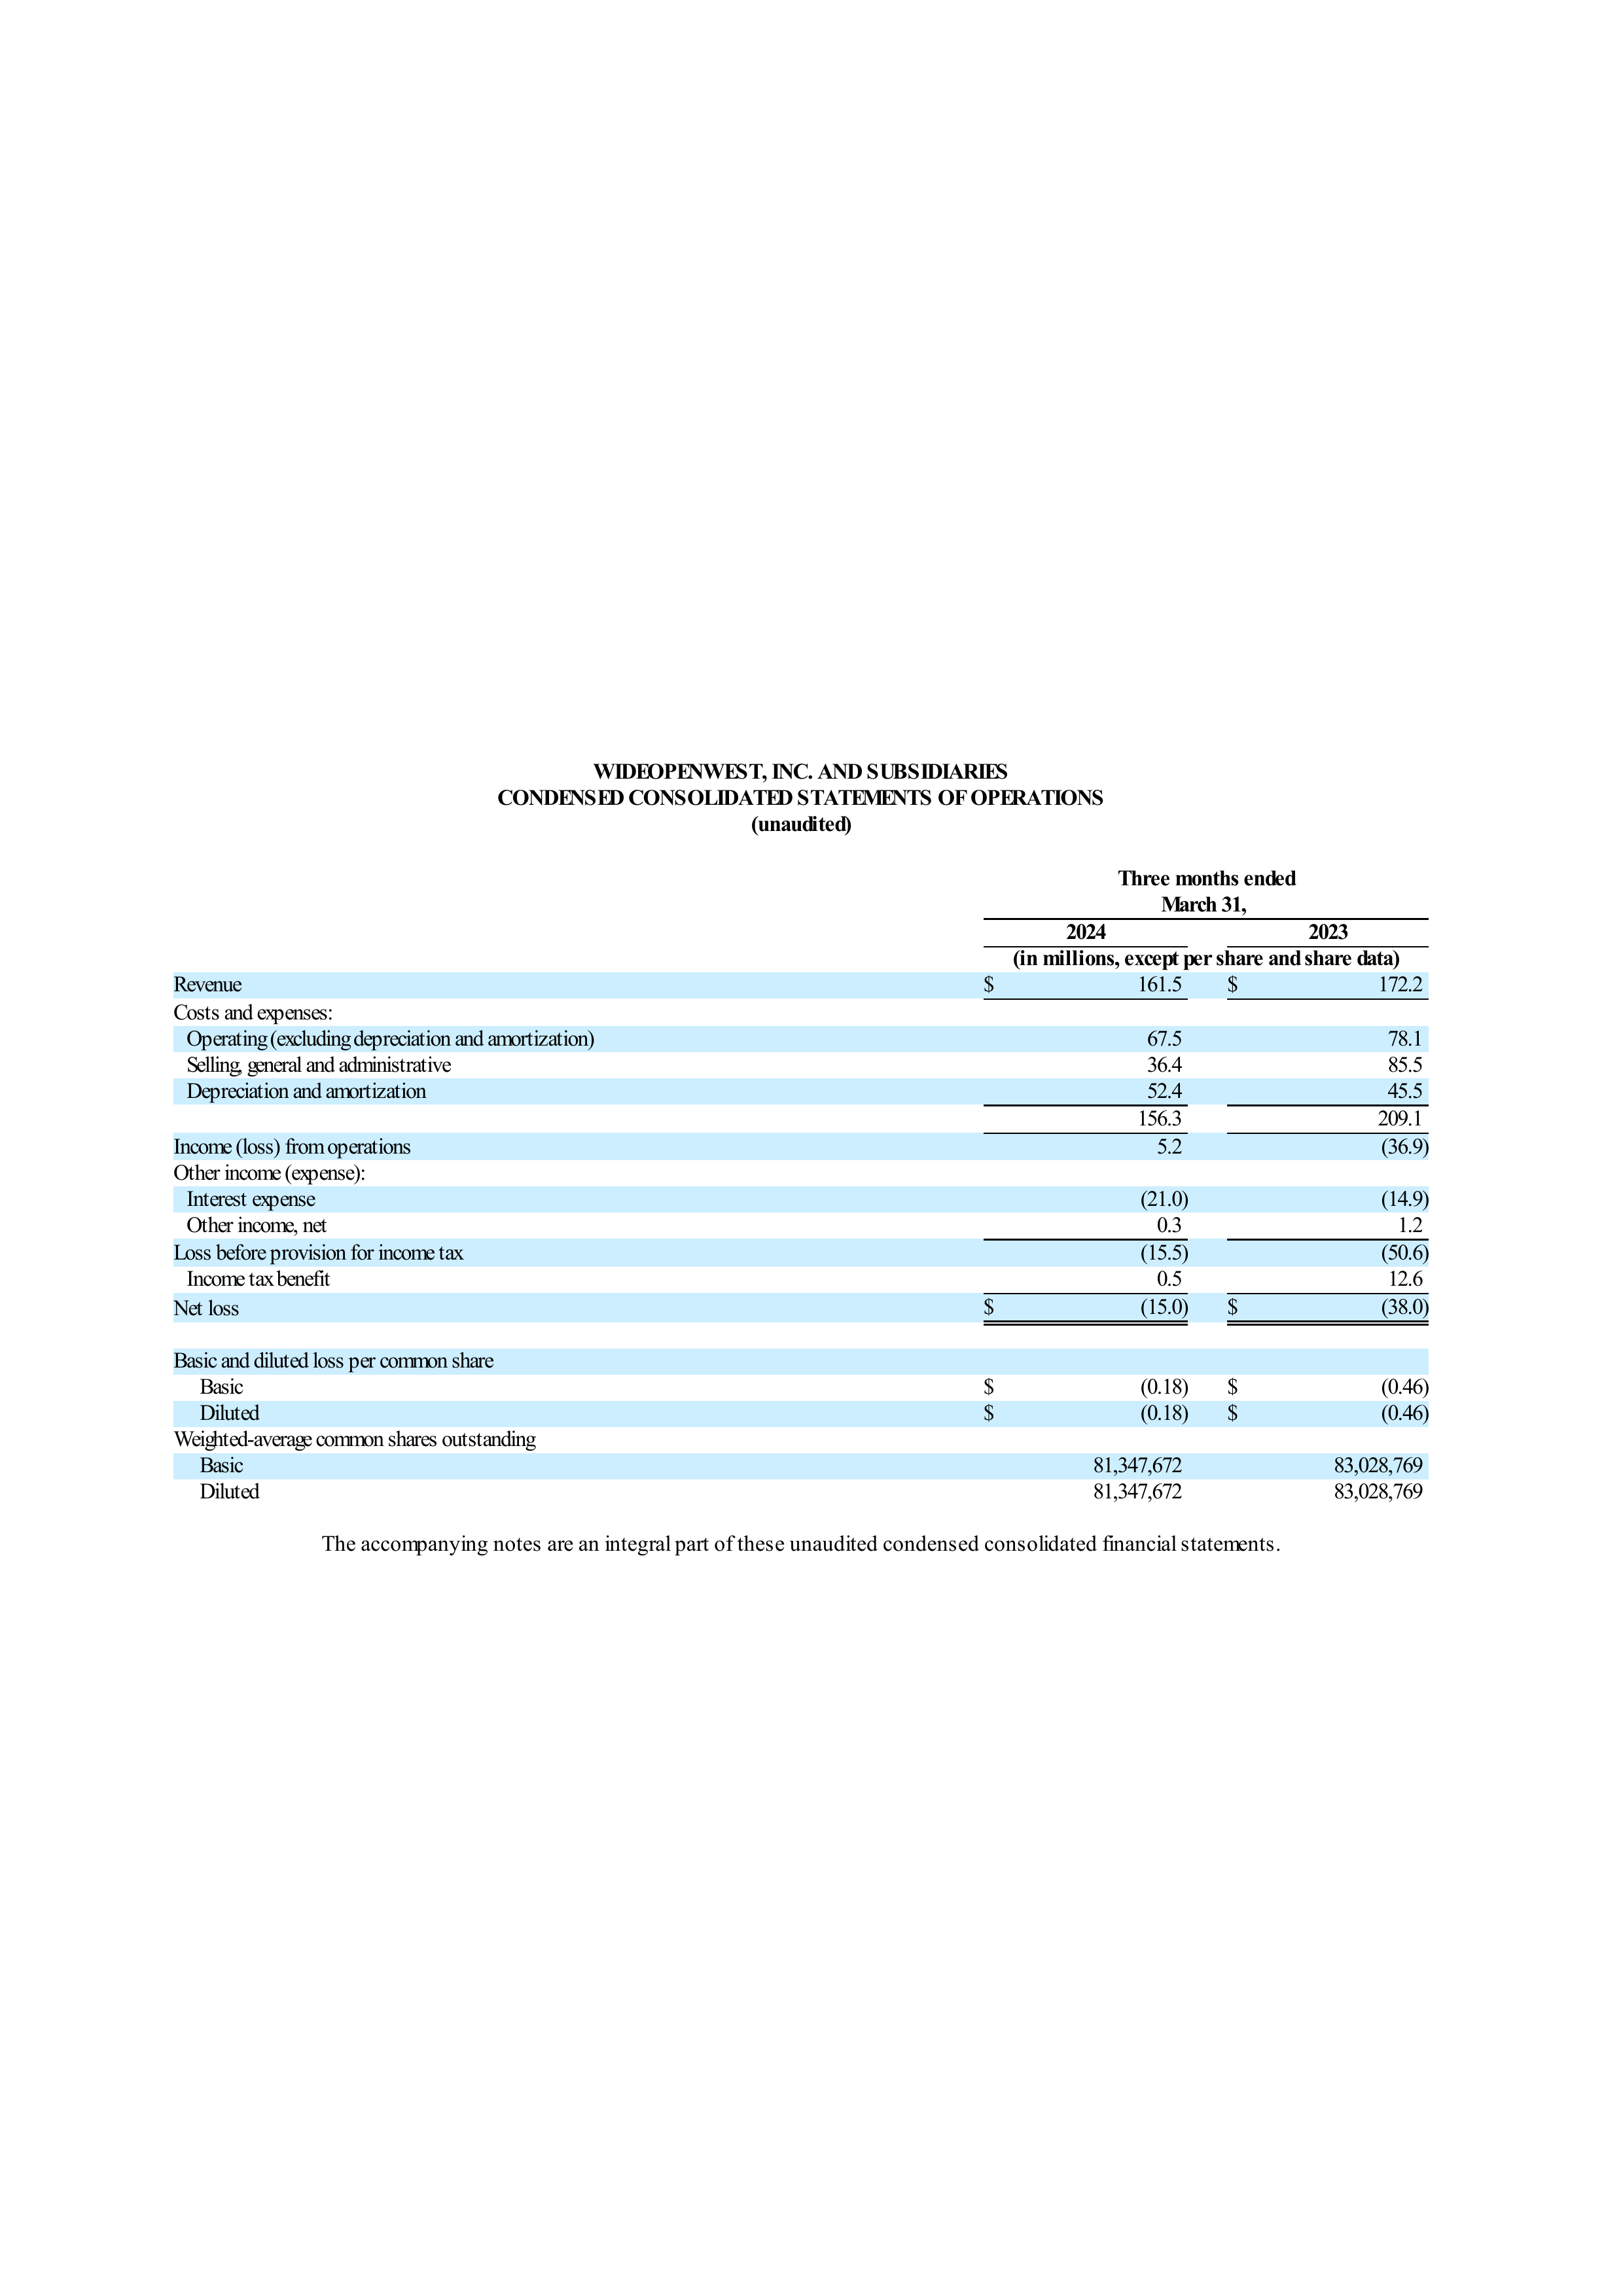 WIDEOPENWEST, INC. AND SUBSIDIARIES
CONDENSED CONSOLIDATED STATEMENTS OF OPERATIONS
(unaudited)
Three months ended
March 31,
2024 2023
(in millions, except per share and share data)
Revenue $ 161.5 $ 172.2
Costs and expenses:
Operating (excluding depreciation and amortization) 67.5 78.1
Selling, general and administrative 36.4 85.5
Depreciation and amortization 52.4 45.5
156.3 209.1
Income (loss) from operations 5.2 (36.9)
Other income (expense):
Interest expense (21.0) (14.9)
Other income, net 0.3 1.2
Loss before provision for income tax (15.5) (50.6)
Income tax benefit 0.5 12.6
Net loss $ (15.0) $ (38.0)
Basic and diluted loss per common share
Basic $ (0.18) $ (0.46)
Diluted $ (0.18) $ (0.46)
Weighted-average common shares outstanding
Basic 81,347,672 83,028,769
Diluted 81,347,672 83,028,769
The accompanying notes are an integral part of these unaudited condensed consolidated financial statements.